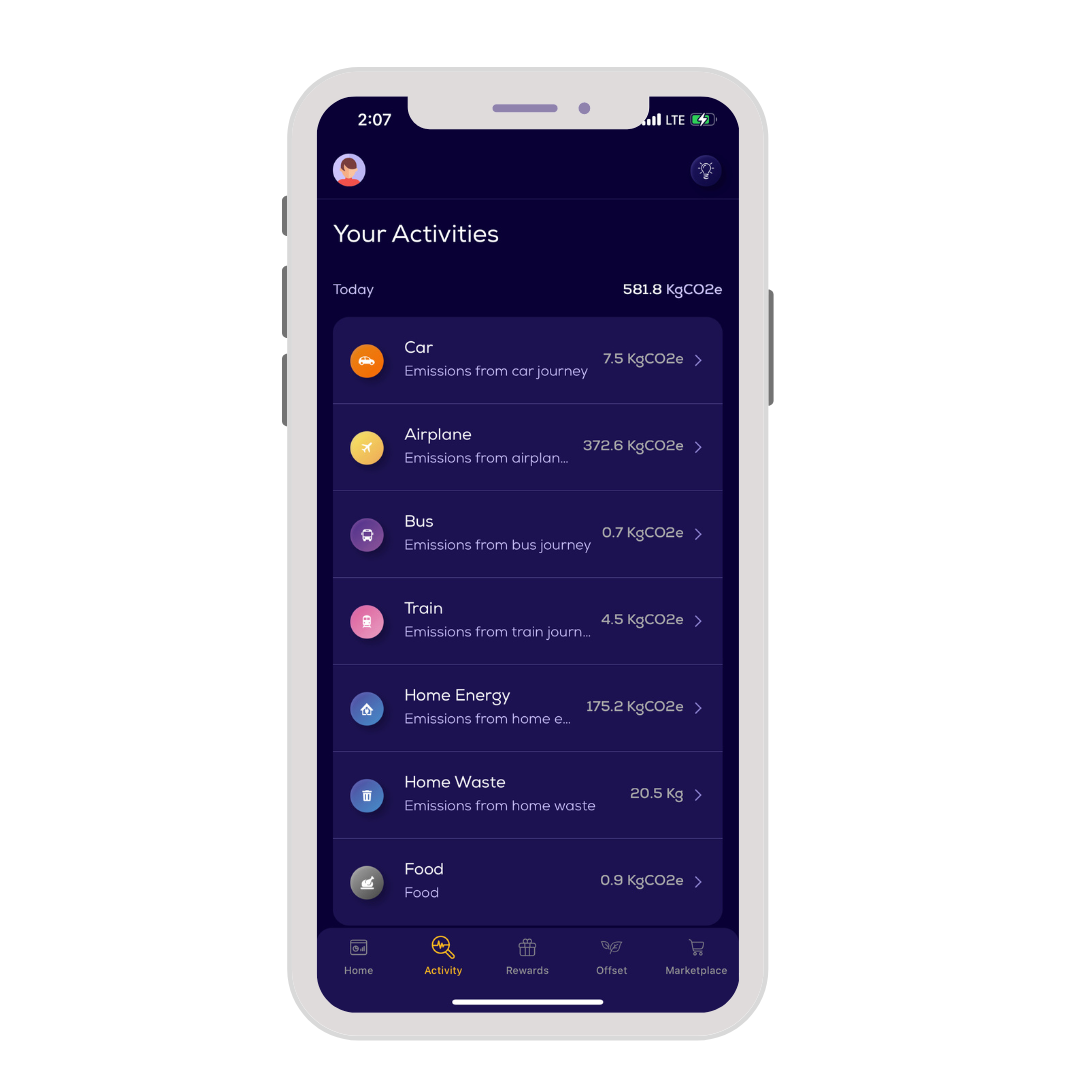 2:07 LTE
Your Activities
Today 581.8 KgCO2e
Car
Emissions from car journey 7.5 KgCO2e
Airplane
Emissions from airplan... 372.6 KgCO2e
Bus
Emissions from bus journey 0.7 KgCO2e
Train
Emissions from train journ... 4.5 KgCO2e
Home Energy
Emissions from home e... 175.2 KgCO2e
Home Waste
Emissions from home waste 20.5 Kg
Food
Food 0.9 KgCO2e
Home Activity Rewards Offset Marketplace